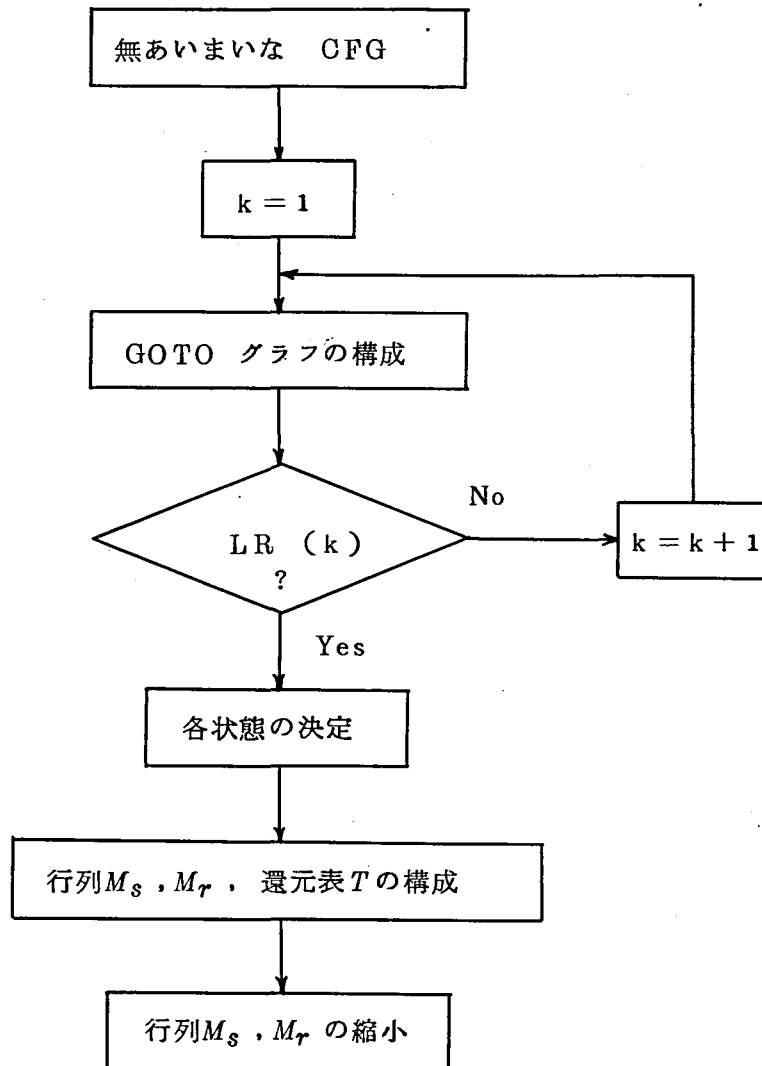 無あいまいな CFG
k = 1
GOTO グラフの構成
LR (k)
?
No
k = k + 1
Yes
各状態の決定
行列Ms , Mr , 還元表Tの構成
行列Ms , Mr の縮小